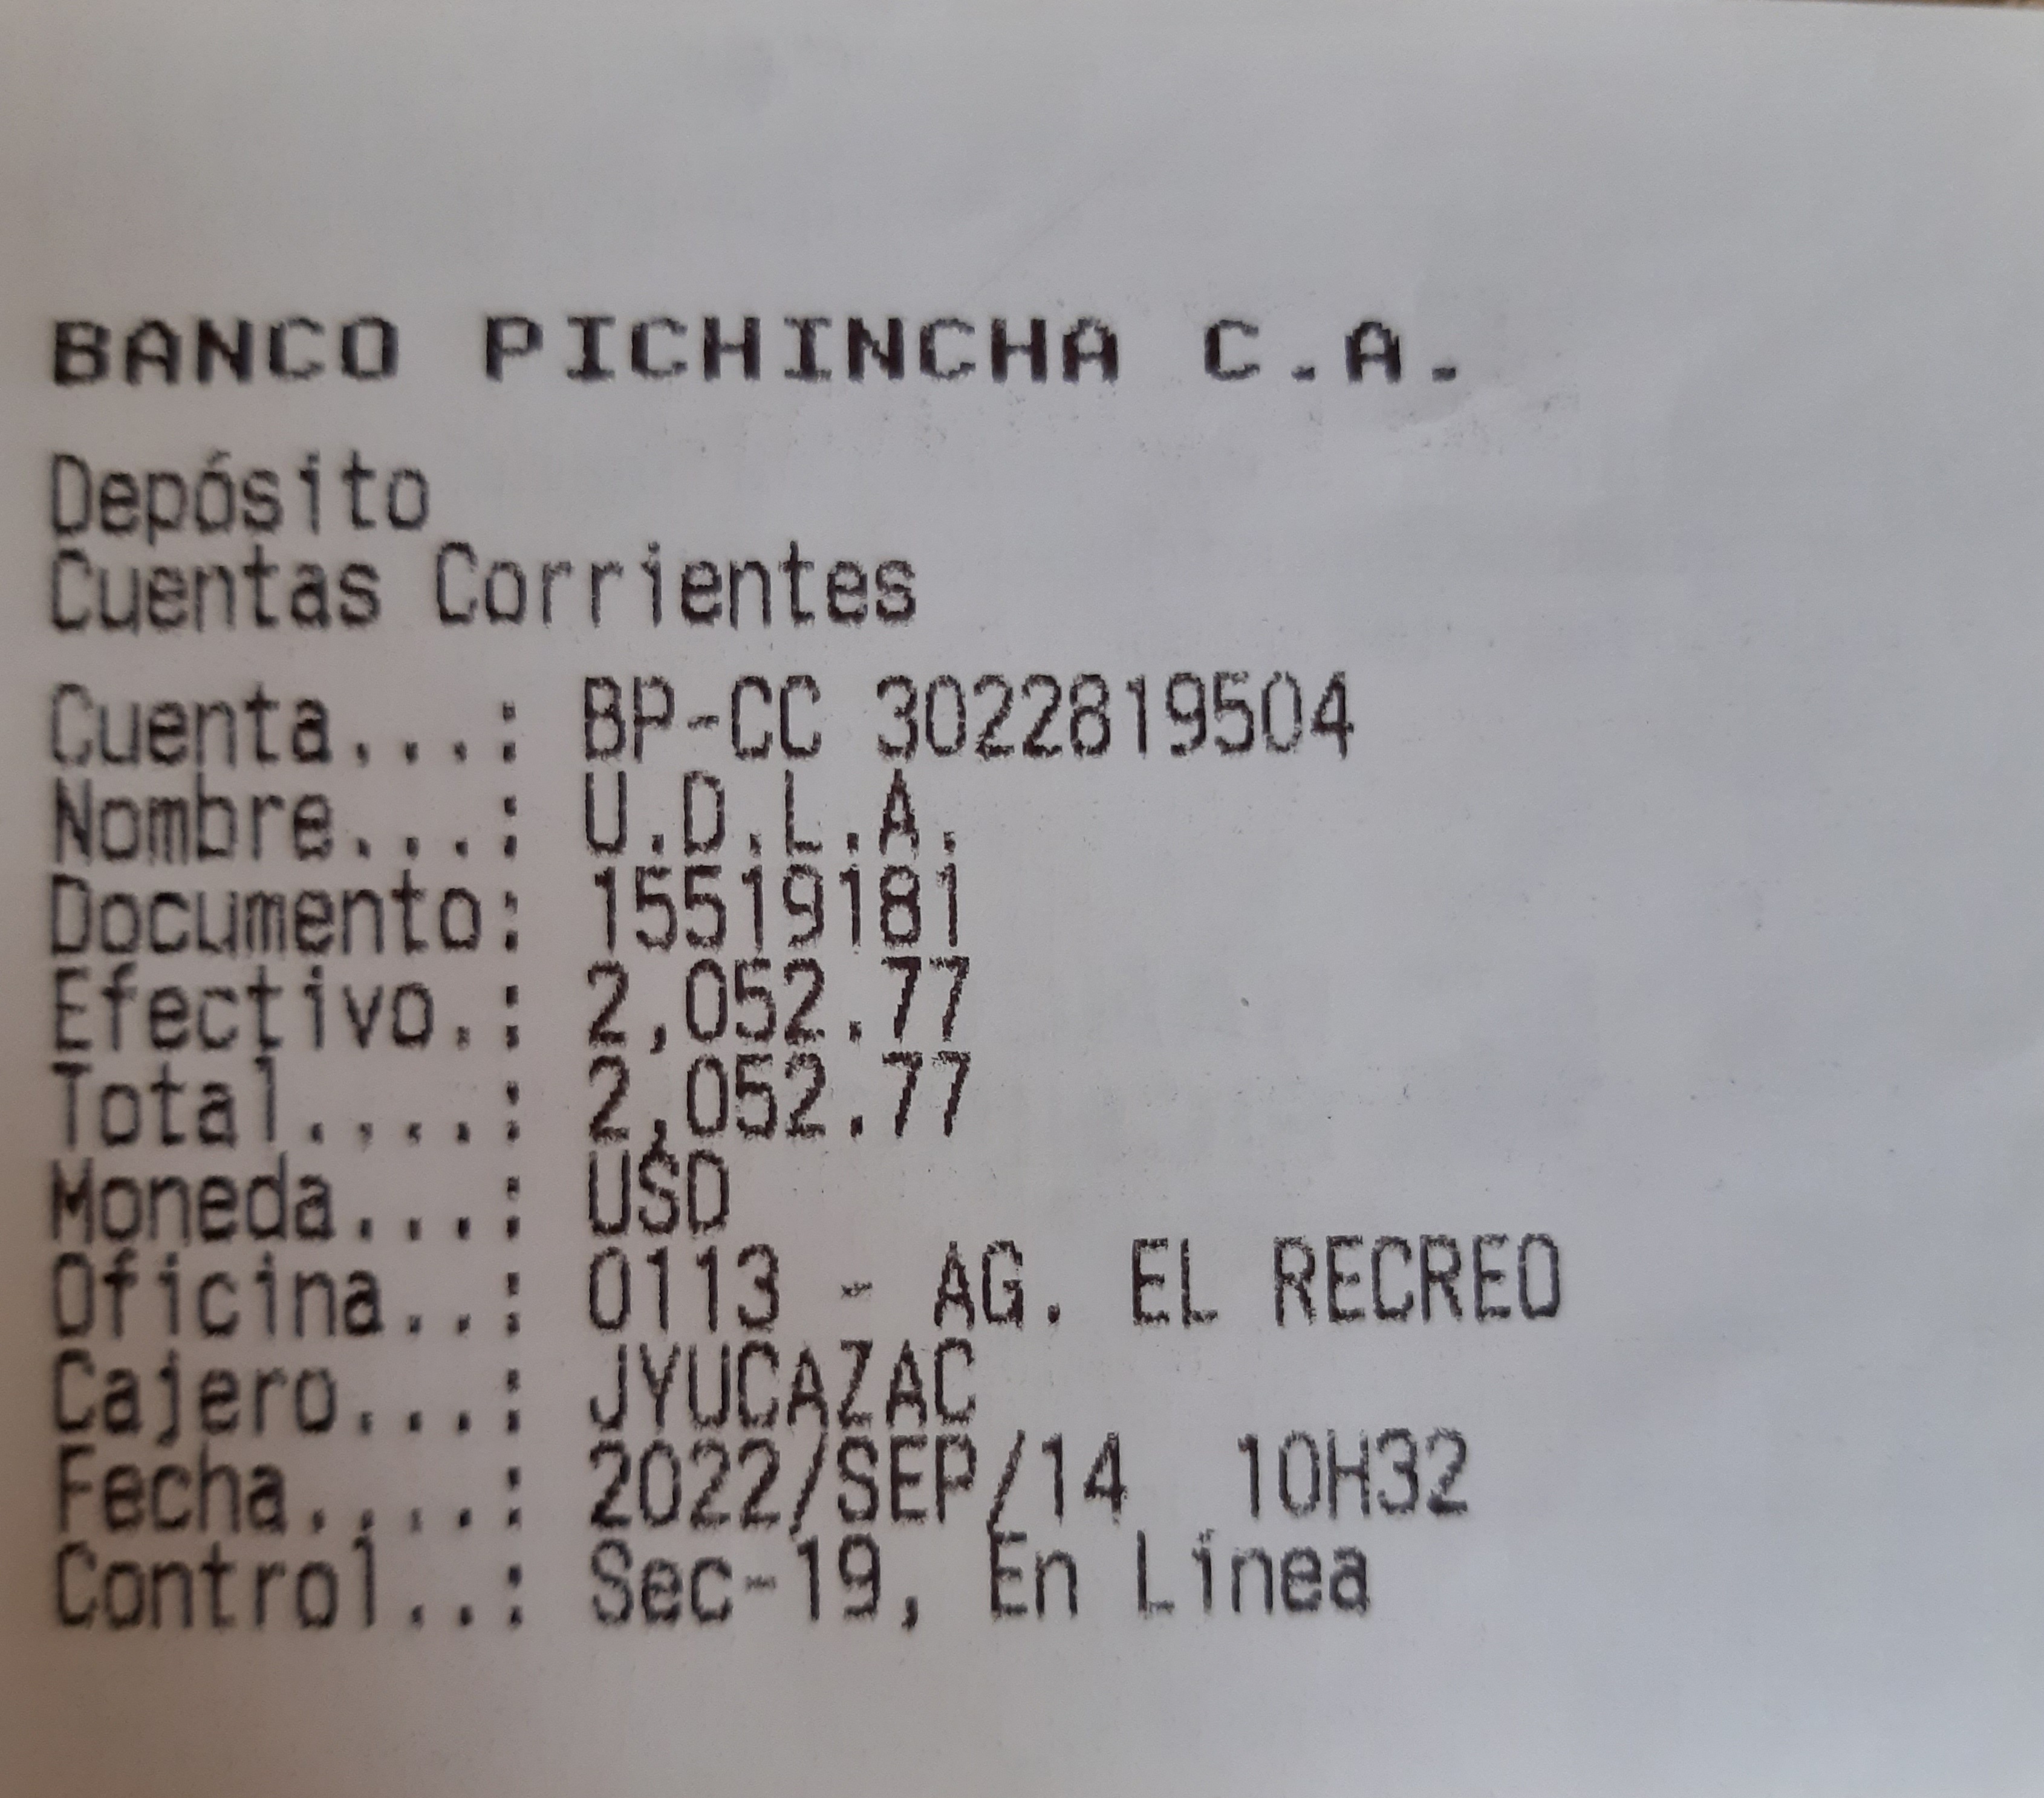 BANCO PICHINCHA C.A.
Depósito
Cuentas Corrientes
Cuenta...: BP-CC 3022819504
Nombre...: U.D.L.A.
Documento: 15519181
Efectivo.: 2,052.77
Total....: 2,052.77
Moneda...: USD
Oficina..: 0113 - AG. EL RECREO
Cajero...: JYUCAZAC
Fecha....: 2022/SEP/14  10H32
Control..: Sec-19, En Línea